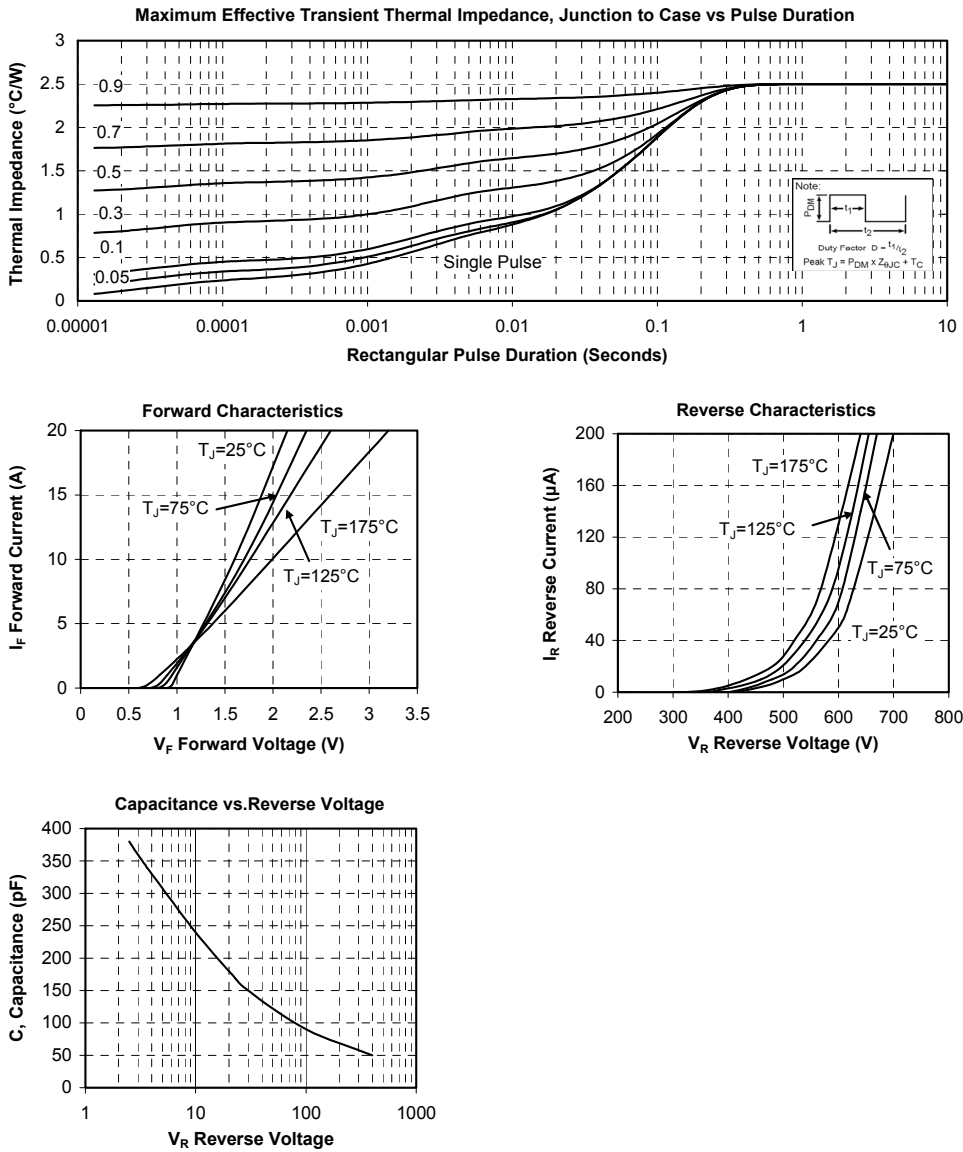 Maximum Effective Transient Thermal Impedance, Junction to Case vs Pulse Duration
Thermal Impedance (°C/W)
3
2.5
2
1.5
1
0.5
0
0.9
0.7
0.5
0.3
0.1
0.05
Single Pulse
Note:
PDM
t1
t2
Duty Factor D = t1/t2
Peak TJ = PDM x ZθJC + TC
0.00001
0.0001
0.001
0.01
0.1
1
10
Rectangular Pulse Duration (Seconds)
Forward Characteristics
IF Forward Current (A)
20
15
10
5
0
TJ=25°C
TJ=75°C
TJ=175°C
TJ=125°C
0
0.5
1
1.5
2
2.5
3
3.5
VF Forward Voltage (V)
Reverse Characteristics
IR Reverse Current (µA)
200
160
120
80
40
0
TJ=175°C
TJ=125°C
TJ=75°C
TJ=25°C
200
300
400
500
600
700
800
VR Reverse Voltage (V)
Capacitance vs.Reverse Voltage
C, Capacitance (pF)
400
350
300
250
200
150
100
50
0
1
10
100
1000
VR Reverse Voltage